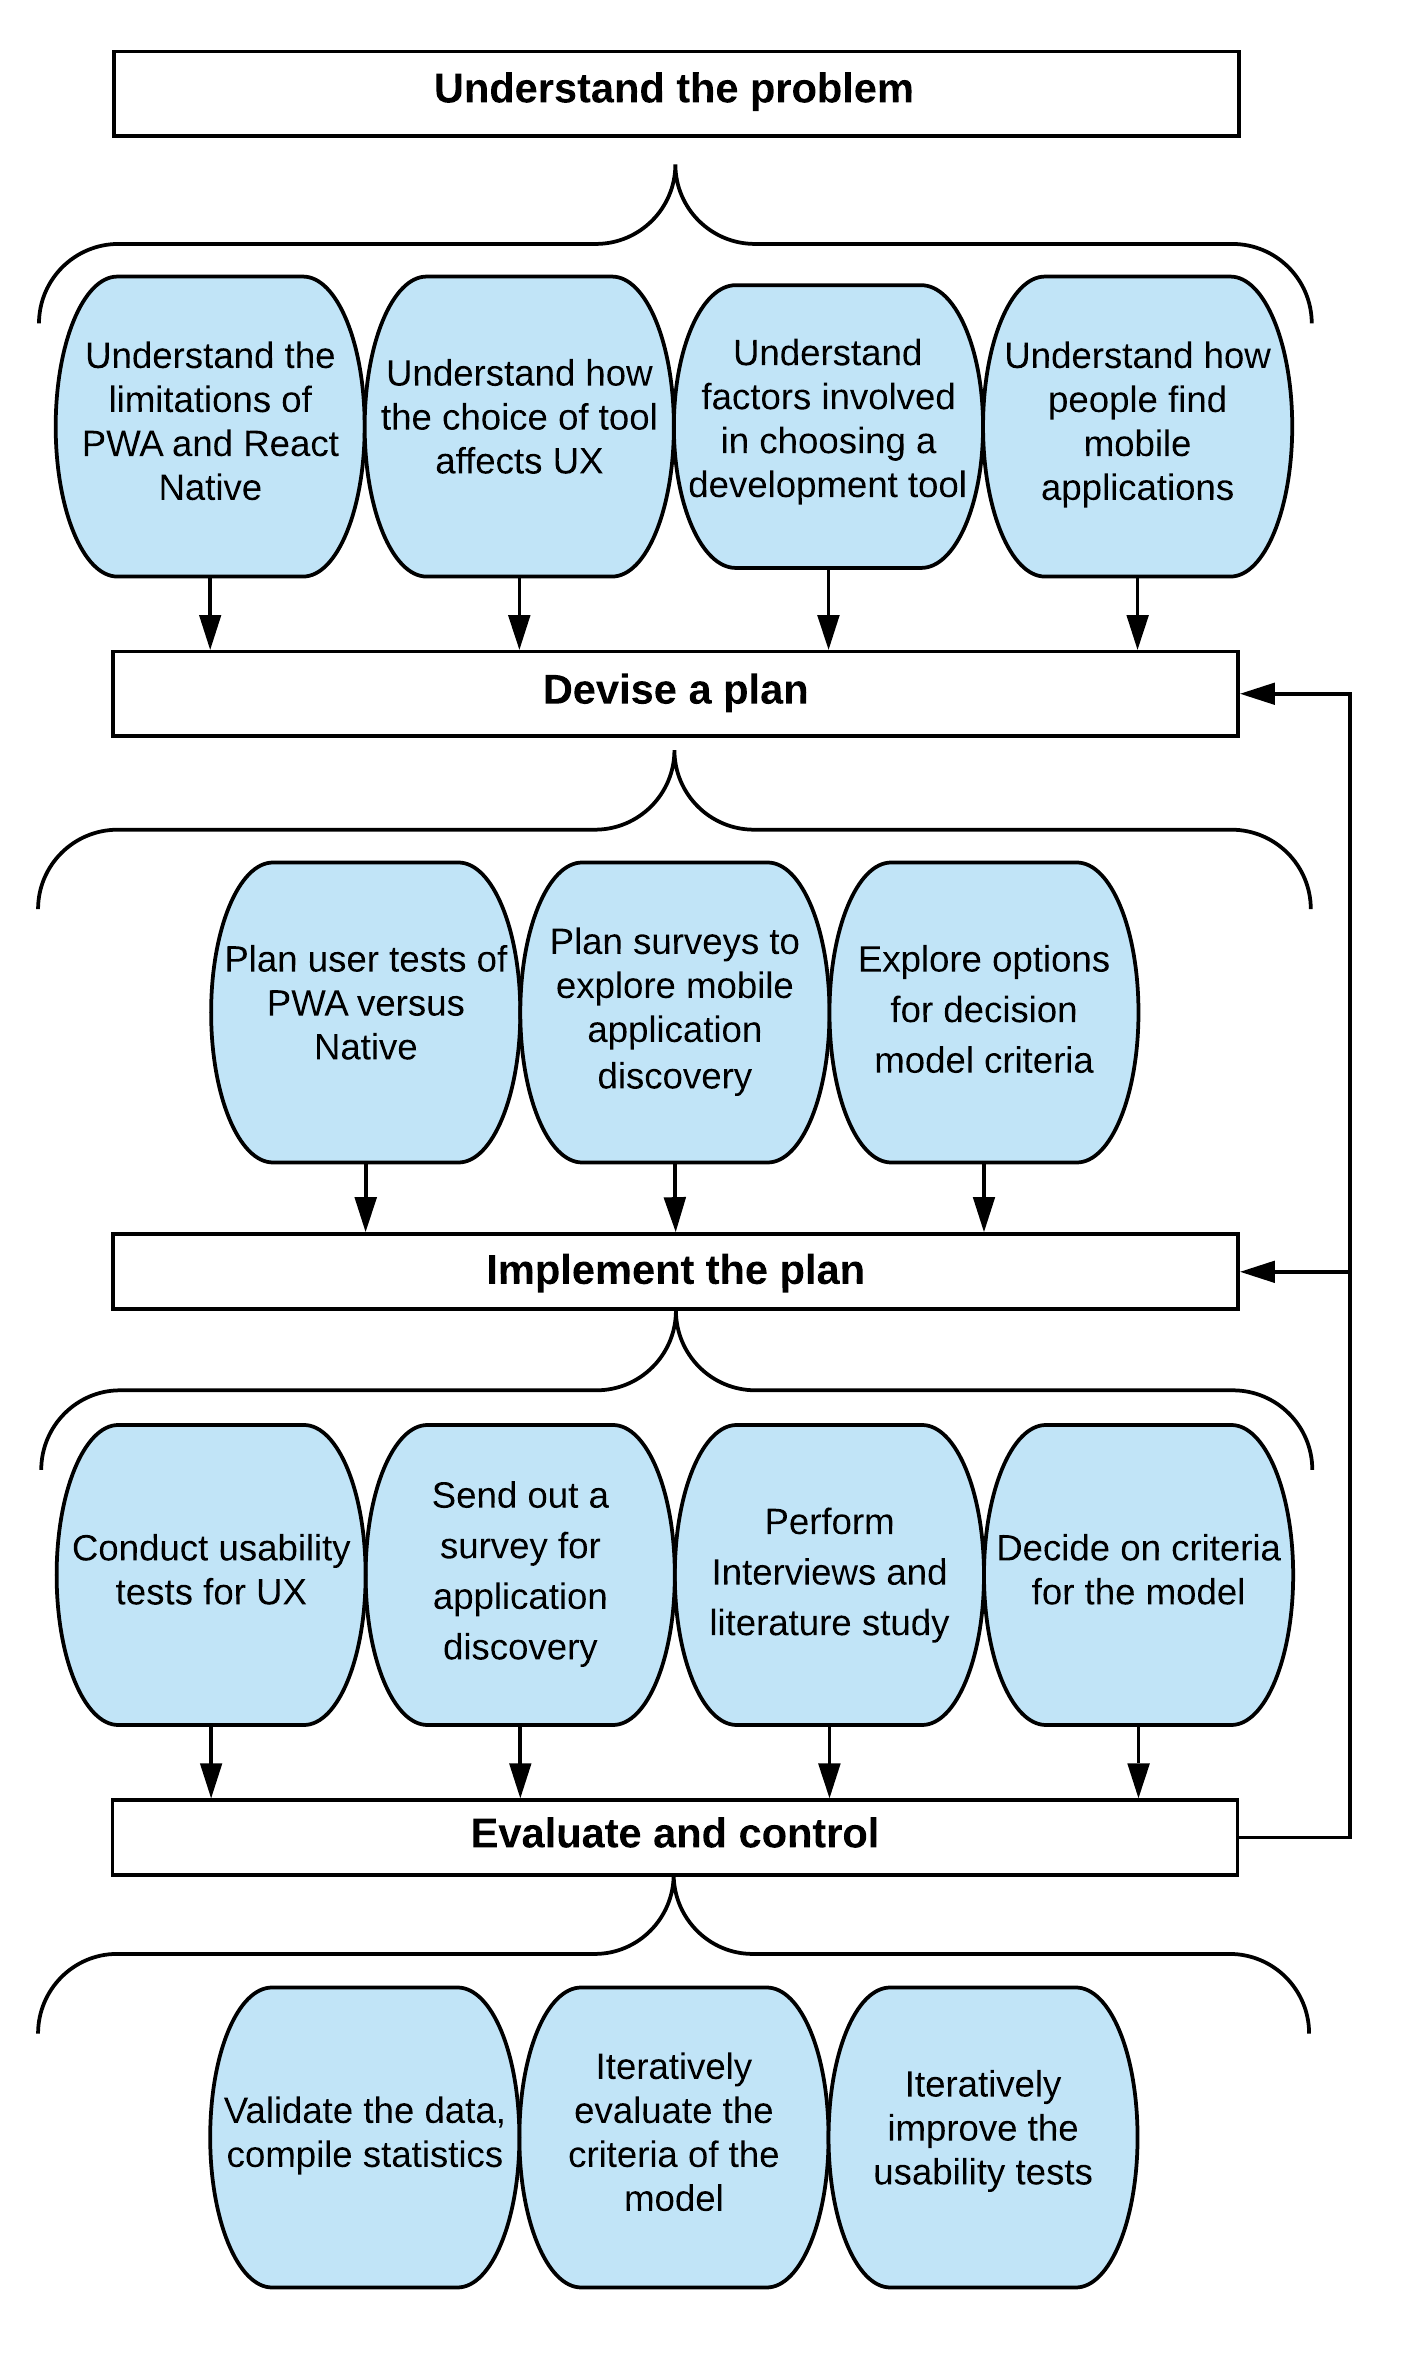 Understand the problem
Understand the
limitations of
PWA and React
Native
Understand how
the choice of tool
affects UX
Understand
factors involved
in choosing a
development tool
Understand how
people find
mobile
applications
Devise a plan
Plan user tests of
PWA versus
Native
Plan surveys to
explore mobile
application
discovery
Explore options
for decision
model criteria
Implement the plan
Conduct usability
tests for UX
Send out a
survey for
application
discovery
Perform
Interviews and
literature study
Decide on criteria
for the model
Evaluate and control
Validate the data,
compile statistics
Iteratively
evaluate the
criteria of the
model
Iteratively
improve the
usability tests